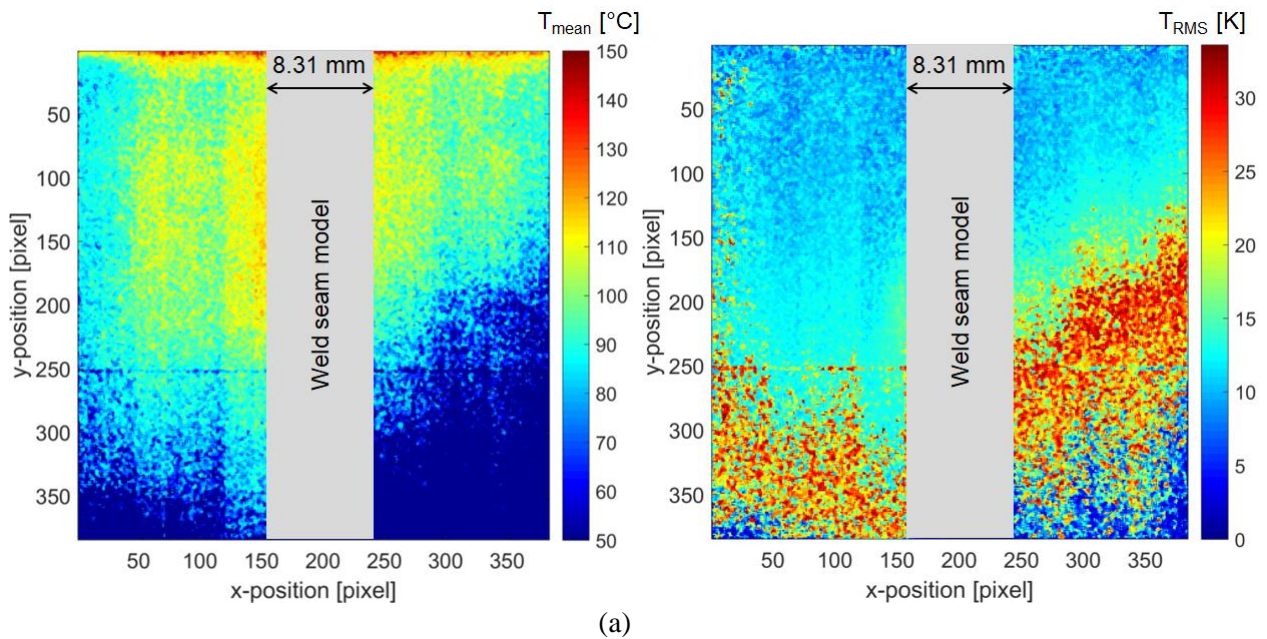 T_mean [°C]
8.31 mm
Weld seam model
y-position [pixel]
50
100
150
200
250
300
350
50 100 150 200 250 300 350
x-position [pixel]
150
140
130
120
110
100
90
80
70
60
50
T_RMS [K]
8.31 mm
Weld seam model
y-position [pixel]
50
100
150
200
250
300
350
50 100 150 200 250 300 350
x-position [pixel]
30
25
20
15
10
5
0
(a)